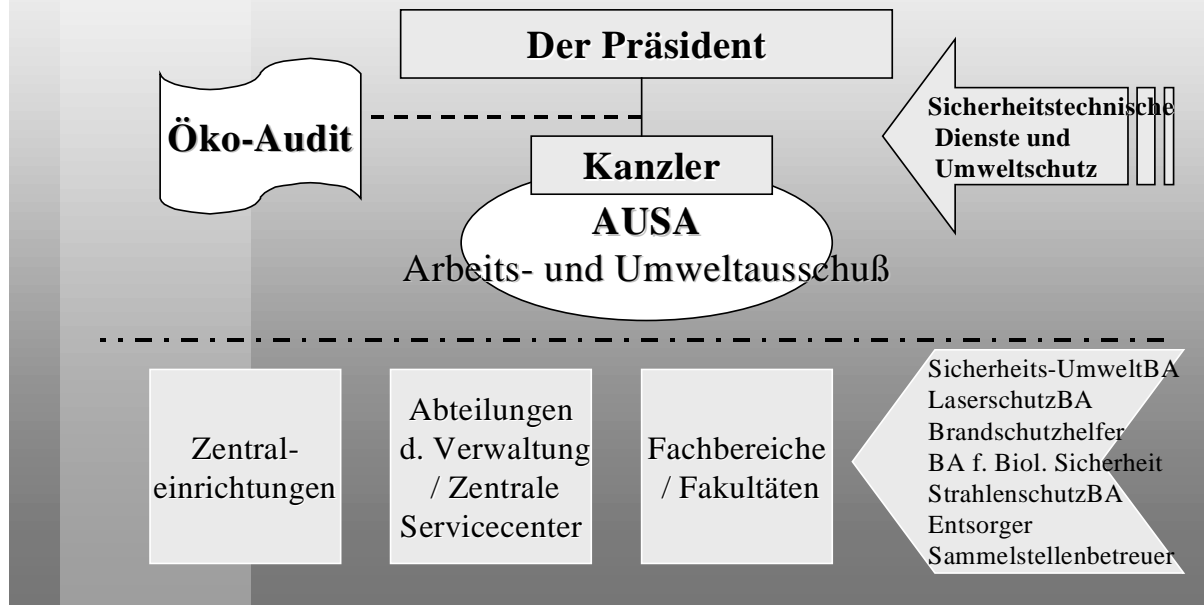 Der Präsident
Öko-Audit
Sicherheitstechnische
Dienste und
Umweltschutz
Kanzler
AUSA
Arbeits- und Umweltausschuß
Zentral-
einrichtungen
Abteilungen
d. Verwaltung
/ Zentrale
Servicecenter
Fachbereiche
/ Fakultäten
Sicherheits-UmweltBA
LaserschutzBA
Brandschutzhelfer
BA f. Biol. Sicherheit
StrahlenschutzBA
Entsorger
Sammelstellenbetreuer